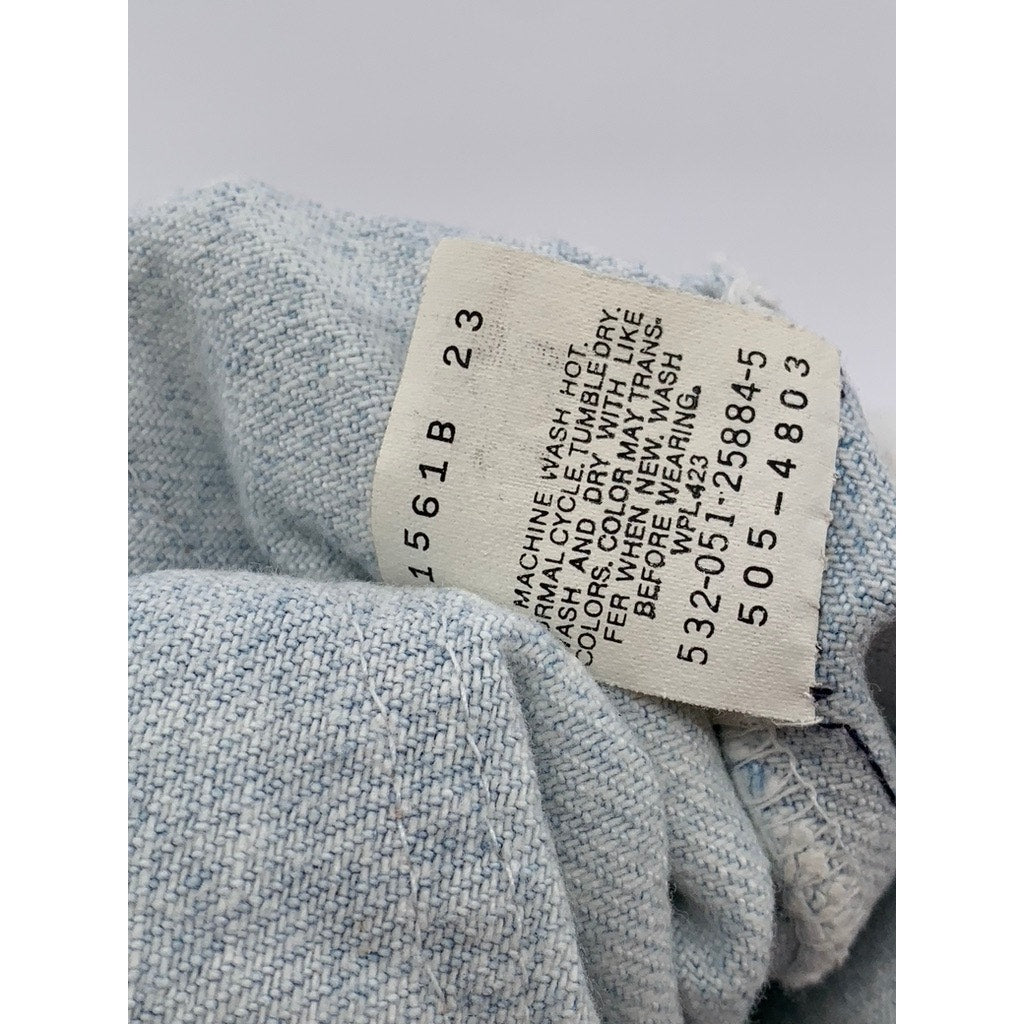 1561B 23
MACHINE WASH HOT.
ORMAL CYCLE. TUMBLE DRY.
ASH AND DRY WITH LIKE
COLORS. COLOR MAY TRANS-
FER WHEN NEW. WASH
BEFORE WEARING.
WPL423
532-051-25884-5
505-4803